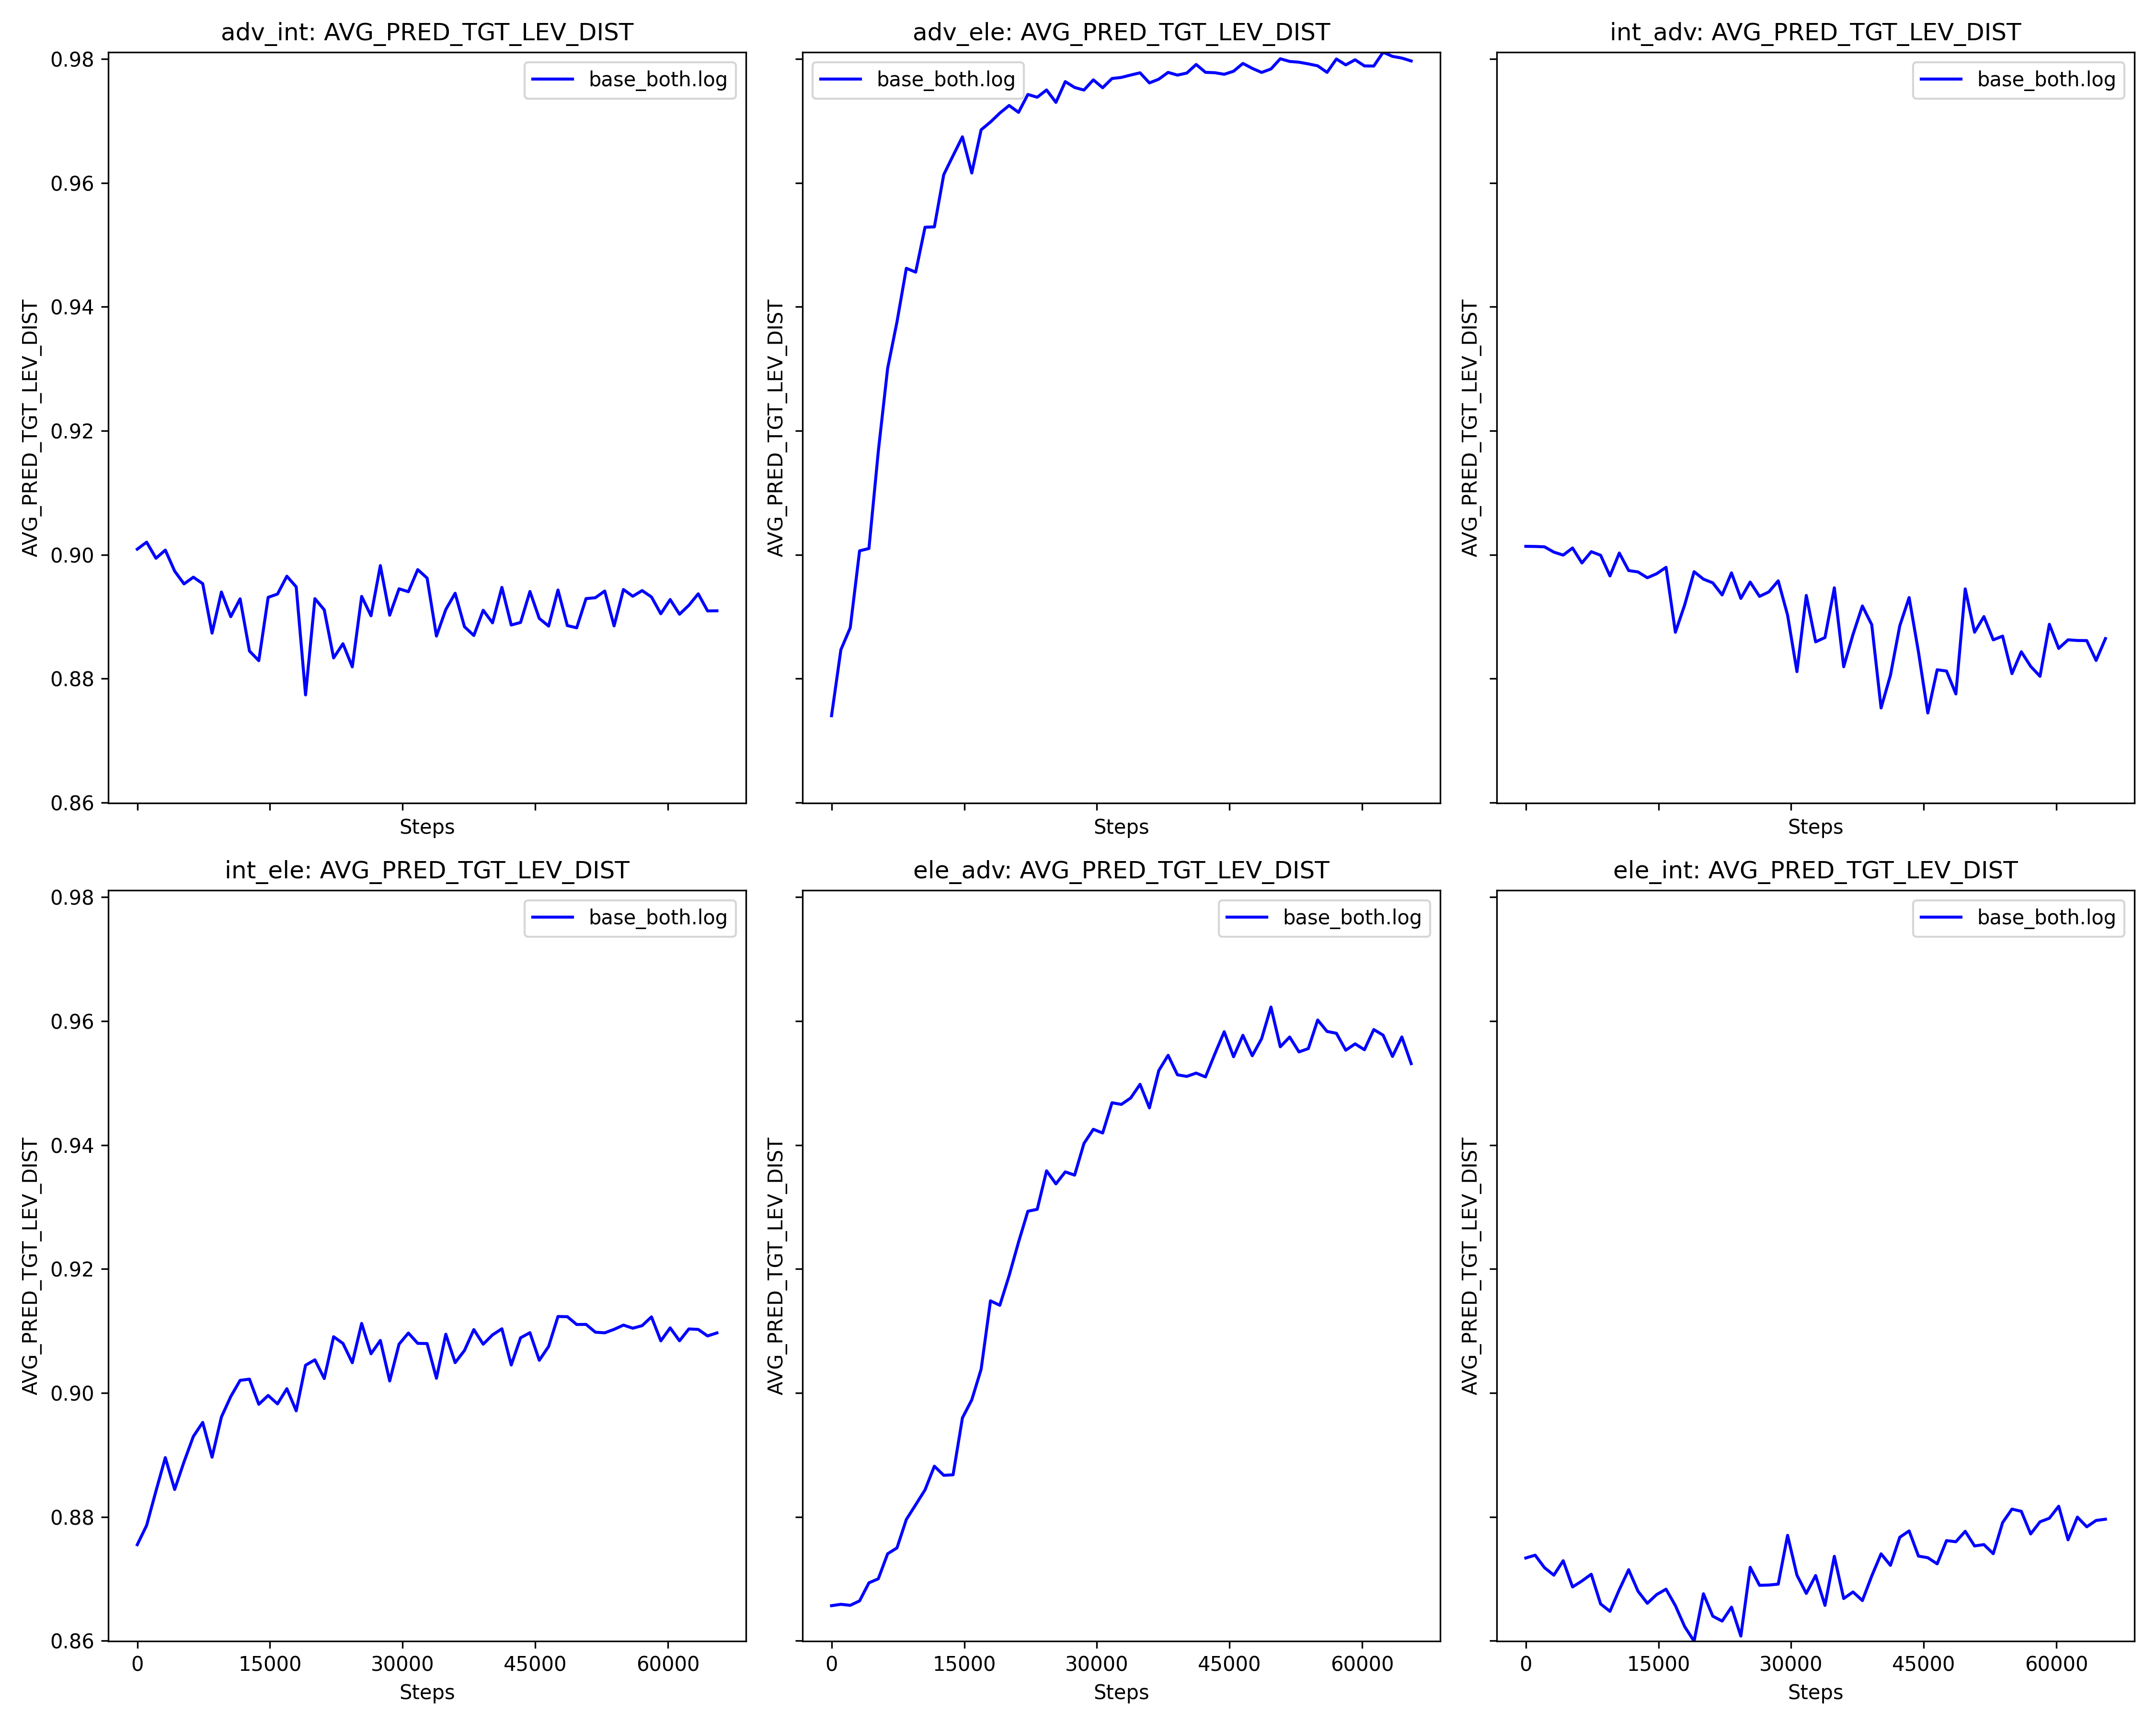 adv_int: AVG_PRED_TGT_LEV_DIST
adv_ele: AVG_PRED_TGT_LEV_DIST
int_adv: AVG_PRED_TGT_LEV_DIST
base_both.log
base_both.log
base_both.log
AVG_PRED_TGT_LEV_DIST
AVG_PRED_TGT_LEV_DIST
AVG_PRED_TGT_LEV_DIST
0.98
0.96
0.94
0.92
0.90
0.88
0.86
Steps
Steps
Steps
int_ele: AVG_PRED_TGT_LEV_DIST
ele_adv: AVG_PRED_TGT_LEV_DIST
ele_int: AVG_PRED_TGT_LEV_DIST
base_both.log
base_both.log
base_both.log
AVG_PRED_TGT_LEV_DIST
AVG_PRED_TGT_LEV_DIST
AVG_PRED_TGT_LEV_DIST
0.98
0.96
0.94
0.92
0.90
0.88
0.86
0 15000 30000 45000 60000
0 15000 30000 45000 60000
0 15000 30000 45000 60000
Steps
Steps
Steps